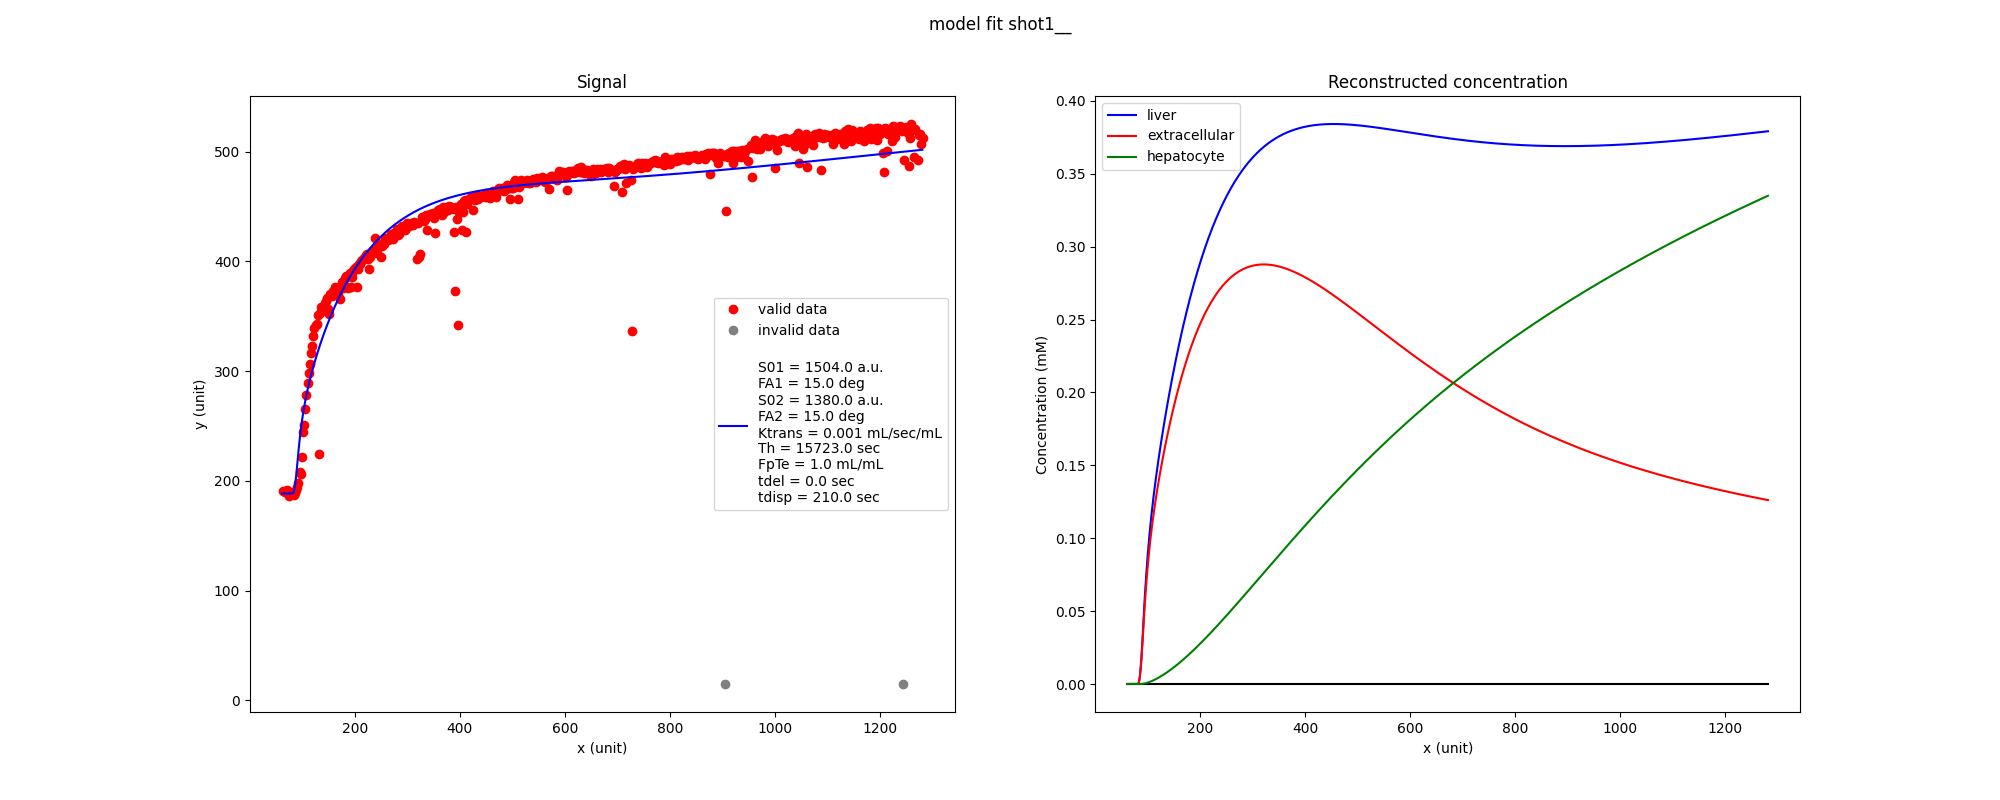 model fit shot1__
Signal
y (unit)
500
400
300
200
100
0
200
400
600
800
1000
1200
x (unit)
valid data
invalid data
S01 = 1504.0 a.u.
FA1 = 15.0 deg
S02 = 1380.0 a.u.
FA2 = 15.0 deg
Ktrans = 0.001 mL/sec/mL
Th = 15723.0 sec
FpTe = 1.0 mL/mL
tdel = 0.0 sec
tdisp = 210.0 sec
Reconstructed concentration
Concentration (mM)
0.40
0.35
0.30
0.25
0.20
0.15
0.10
0.05
0.00
200
400
600
800
1000
1200
x (unit)
liver
extracellular
hepatocyte